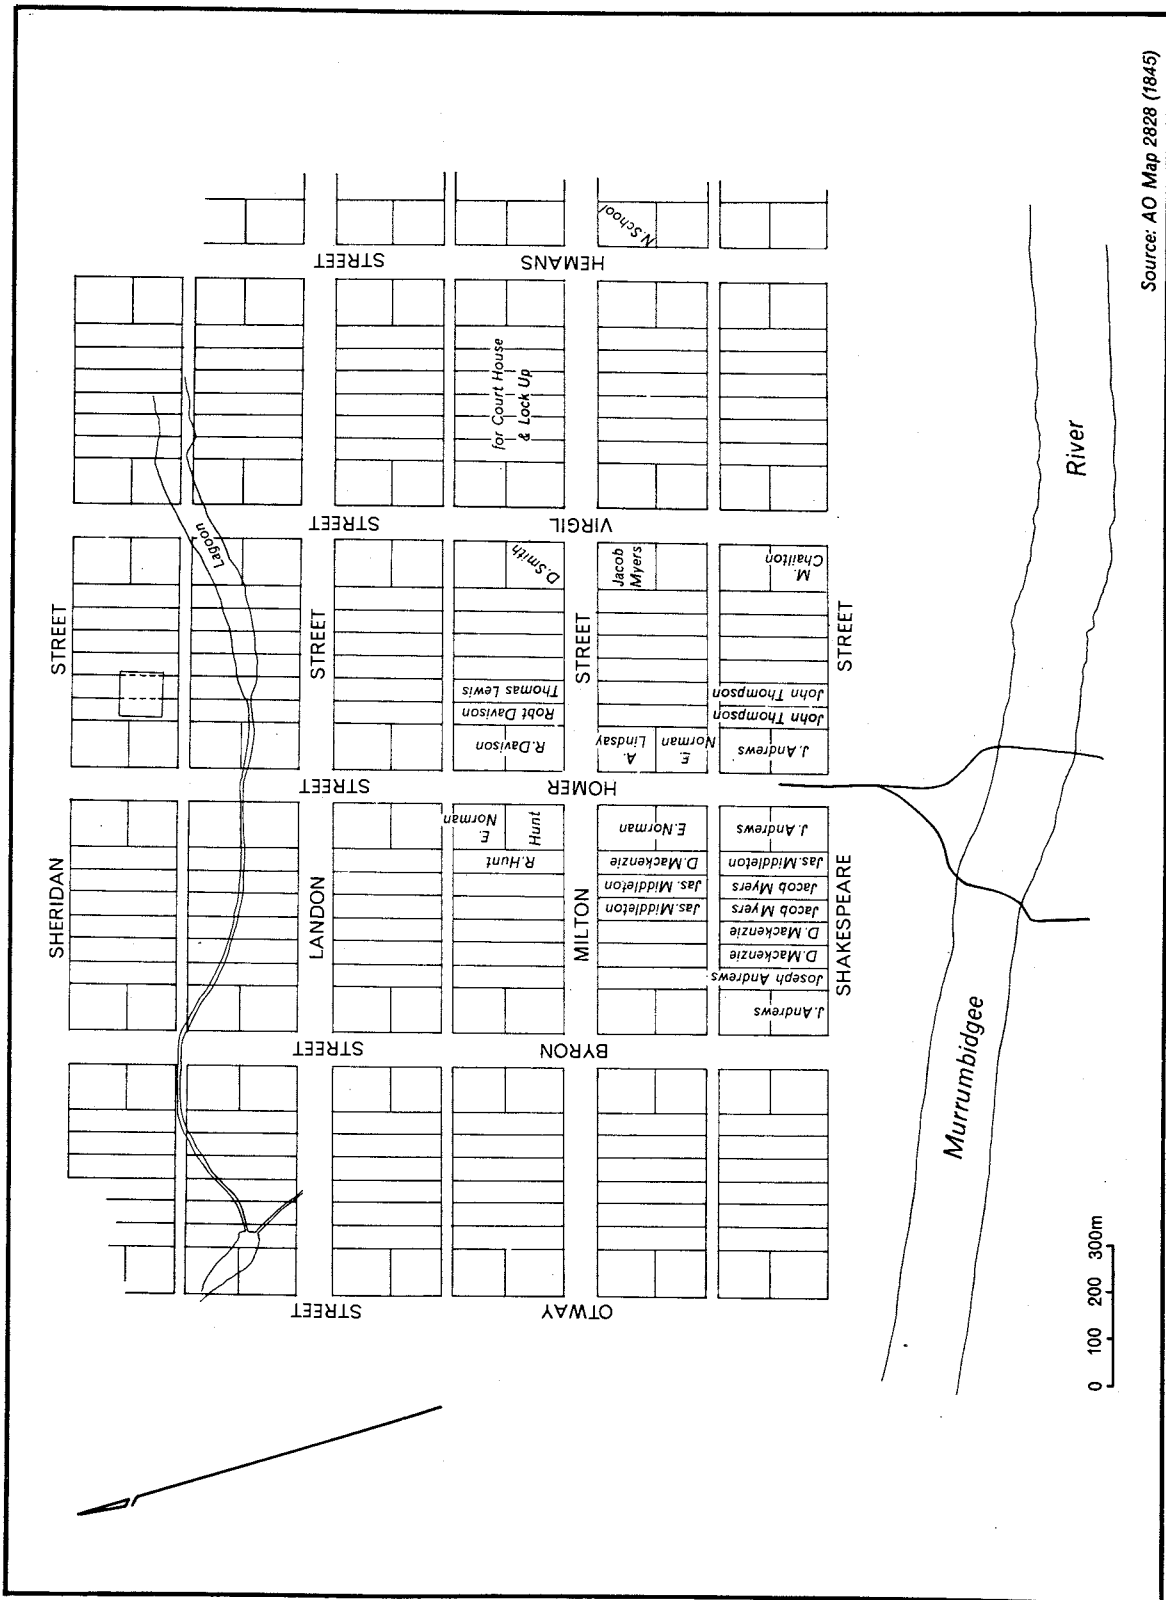 Source: AO Map 2828 (1845)
N.School
HEMANS STREET
for Court House
& Lock Up
VIRGIL STREET
Lagoon
D.Smith
Jacob
Myers
M.
Chailton
SHERIDAN STREET
LANDON STREET
MILTON STREET
SHAKESPEARE STREET
Thomas Lewis
Robt Davison
R.Davison
A.
Lindsay
E.
Norman
John Thompson
John Thompson
J.Andrews
HOMER STREET
E.
Norman
Hunt
R.Hunt
E.Norman
D.Mackenzie
Jas.Middleton
Jas.Middleton
J.Andrews
Jas.Middleton
Jacob Myers
Jacob Myers
D.Mackenzie
D.Mackenzie
Joseph Andrews
J.Andrews
BYRON STREET
OTWAY STREET
Murrumbidgee River
0 100 200 300m